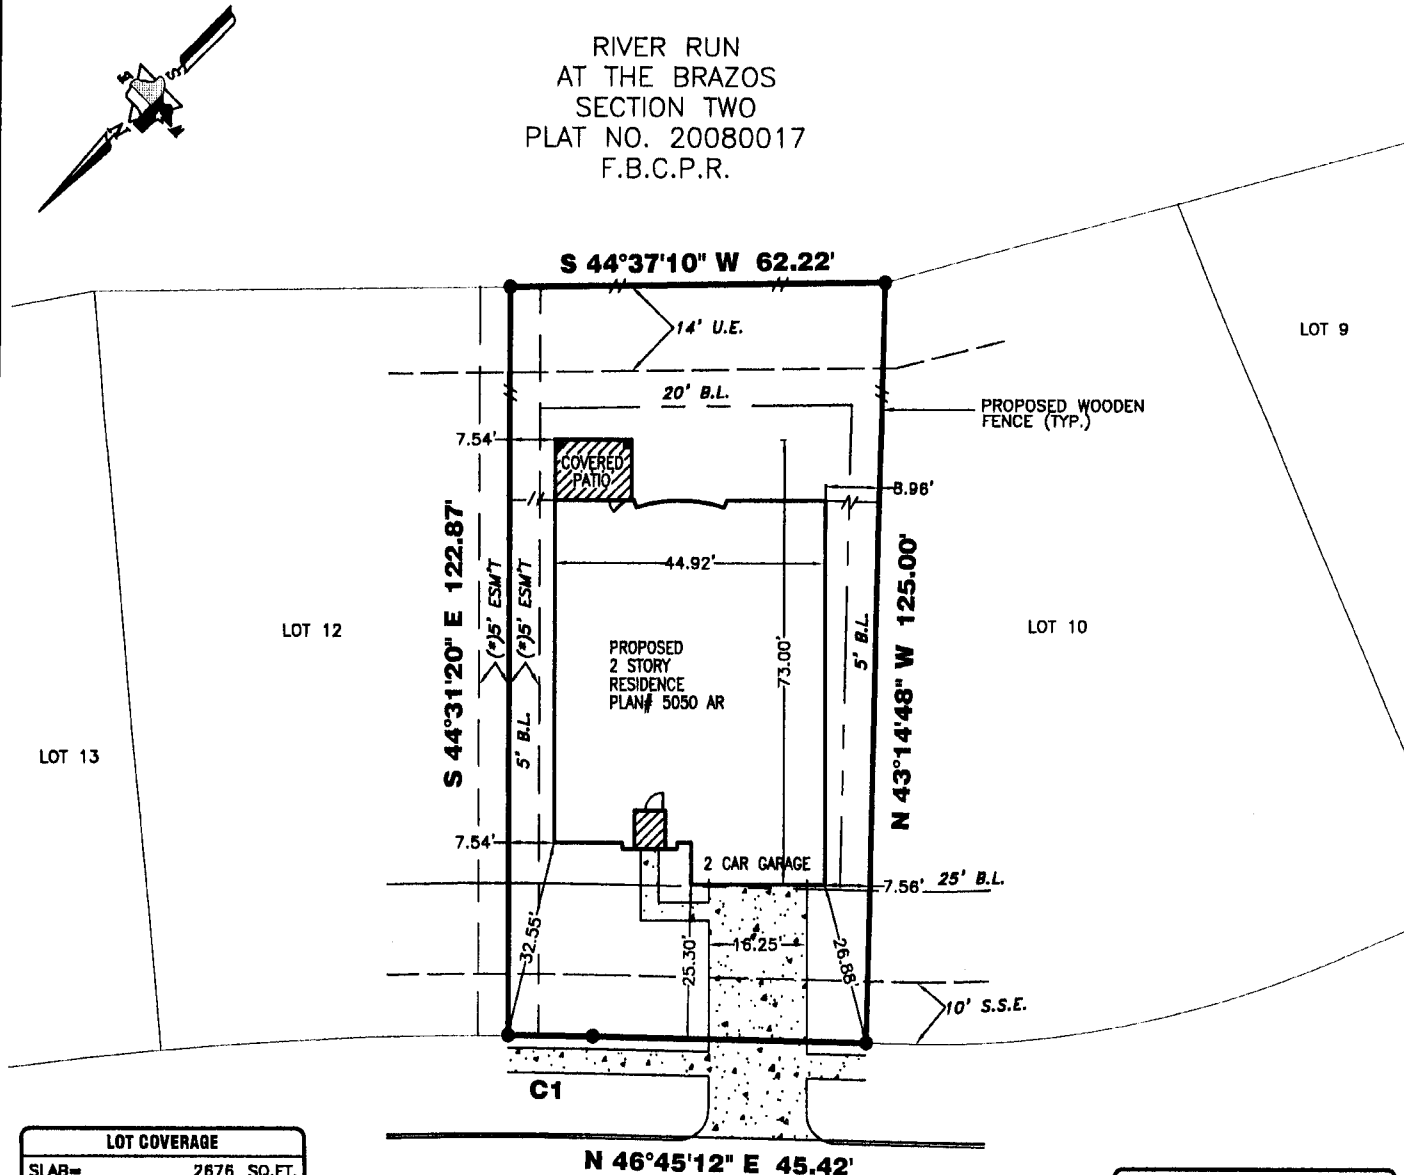 RIVER RUN
AT THE BRAZOS
SECTION TWO
PLAT NO. 20080017
F.B.C.P.R.
N
S
E
W
S 44°37'10" W 62.22'
14' U.E.
LOT 9
20' B.L.
PROPOSED WOODEN
FENCE (TYP.)
7.54'
COVERED
PATIO
8.96'
44.92'
S 44°31'20" E 122.87'
(*)5' ESM'T
(*)5' ESM'T
LOT 12
PROPOSED
2 STORY
RESIDENCE
PLAN# 5050 AR
73.00'
5' B.L.
N 43°14'48" W 125.00'
LOT 10
5' B.L.
LOT 13
7.54'
2 CAR GARAGE
7.56'
25' B.L.
32.55'
25.30'
16.25'
26.88'
10' S.S.E.
C1
LOT COVERAGE
SLAB= 2676 SQ.FT.
N 46°45'12" E 45.42'